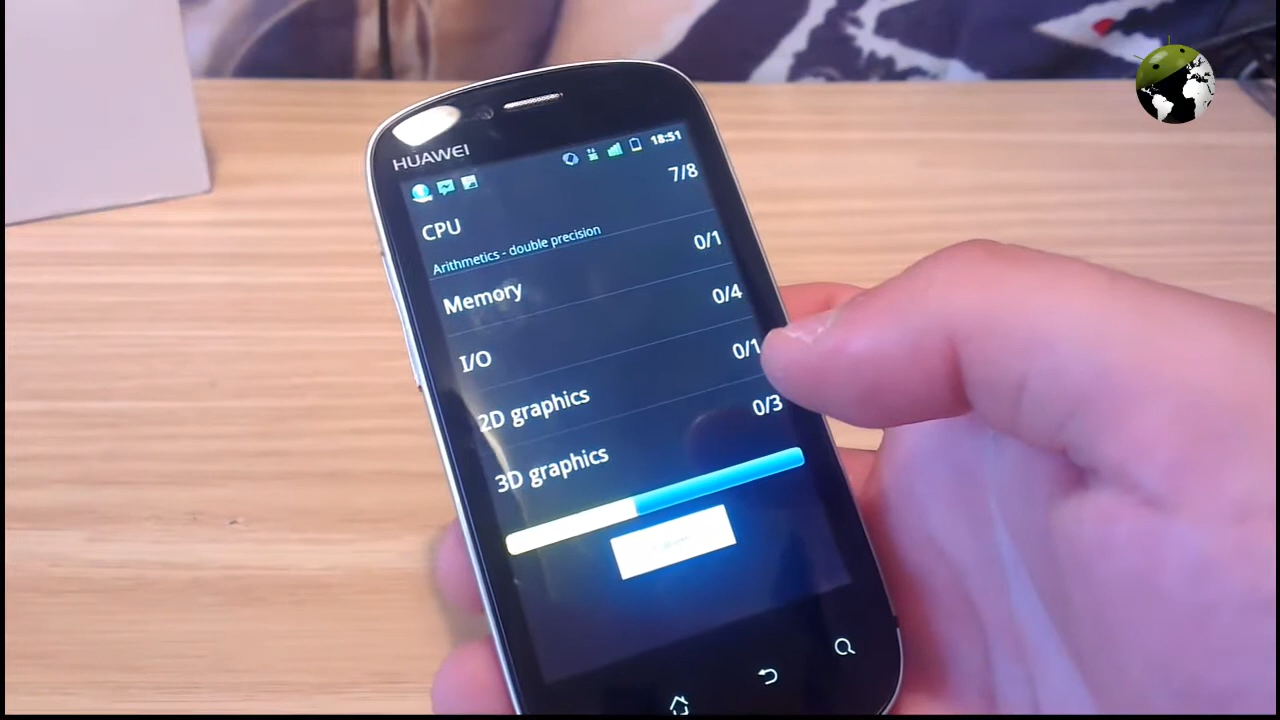 HUAWEI
18:51
CPU 7/8
Arithmetics - double precision
Memory 0/1
I/O 0/4
2D graphics 0/1
3D graphics 0/3